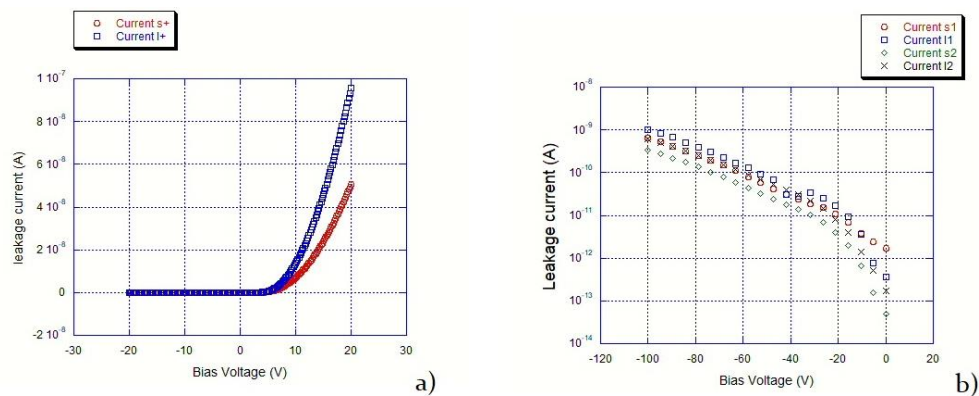 Current s+
Current l+
1 10⁻⁷
8 10⁻⁸
6 10⁻⁸
4 10⁻⁸
2 10⁻⁸
0
-2 10⁻⁸
leakage current (A)
-30 -20 -10 0 10 20 30
Bias Voltage (V)
a)
Current s1
Current l1
Current s2
Current l2
10⁻⁸
10⁻⁹
10⁻¹⁰
10⁻¹¹
10⁻¹²
10⁻¹³
10⁻¹⁴
Leakage current (A)
-120 -100 -80 -60 -40 -20 0 20
Bias Voltage (V)
b)